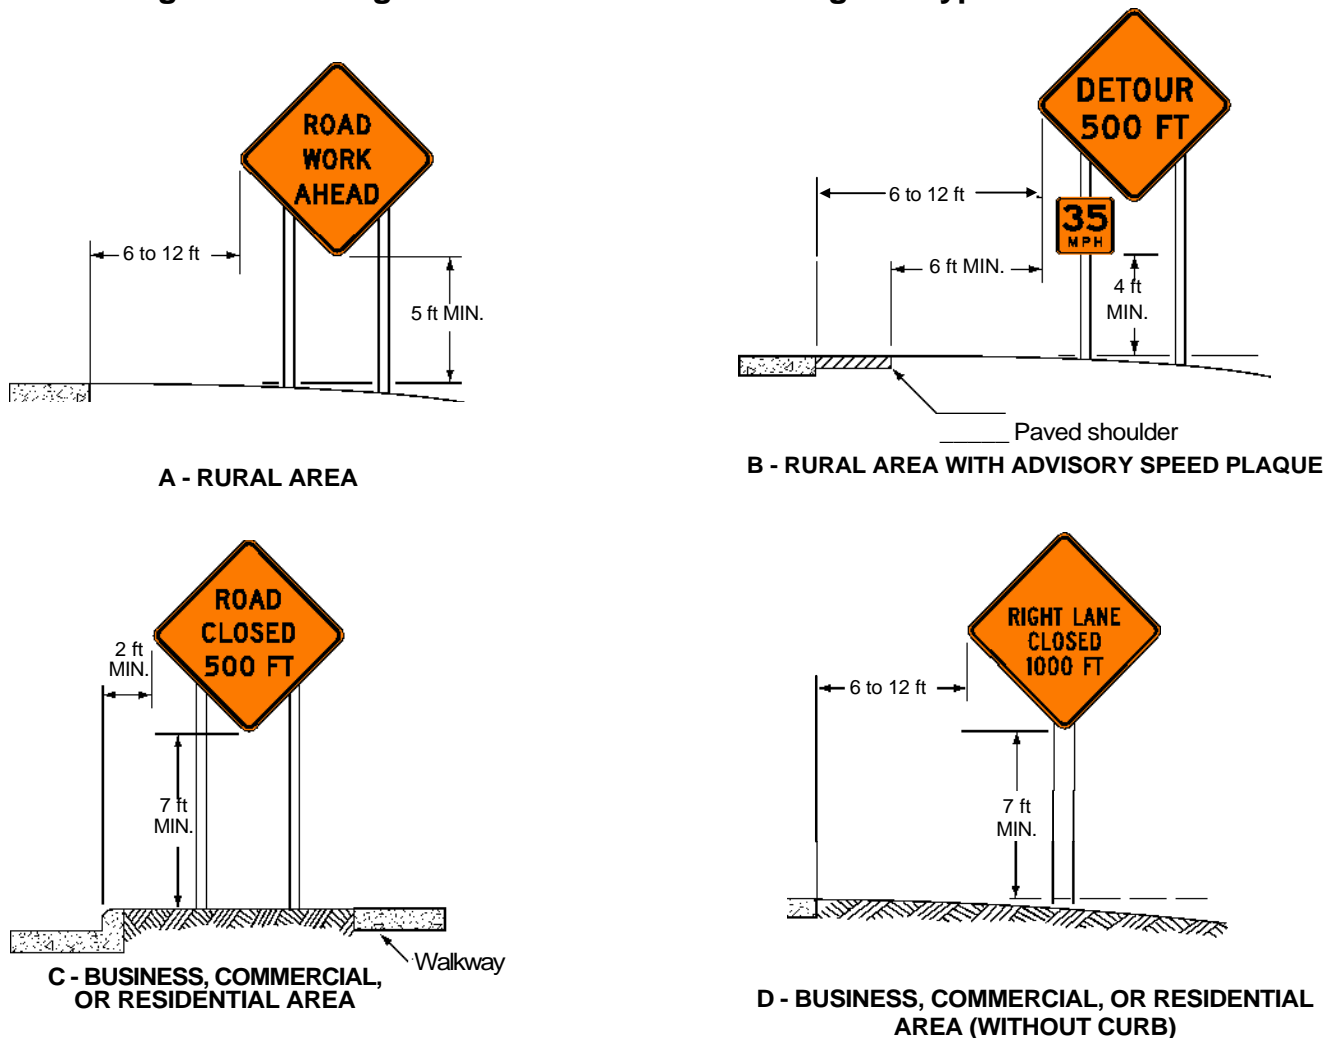 ROAD
WORK
AHEAD
6 to 12 ft
5 ft MIN.
A - RURAL AREA
DETOUR
500 FT
35
MPH
6 to 12 ft
6 ft MIN.
4 ft
MIN.
Paved shoulder
B - RURAL AREA WITH ADVISORY SPEED PLAQUE
ROAD
CLOSED
500 FT
2 ft
MIN.
7 ft
MIN.
Walkway
C - BUSINESS, COMMERCIAL,
OR RESIDENTIAL AREA
RIGHT LANE
CLOSED
1000 FT
6 to 12 ft
7 ft
MIN.
D - BUSINESS, COMMERCIAL, OR RESIDENTIAL
AREA (WITHOUT CURB)